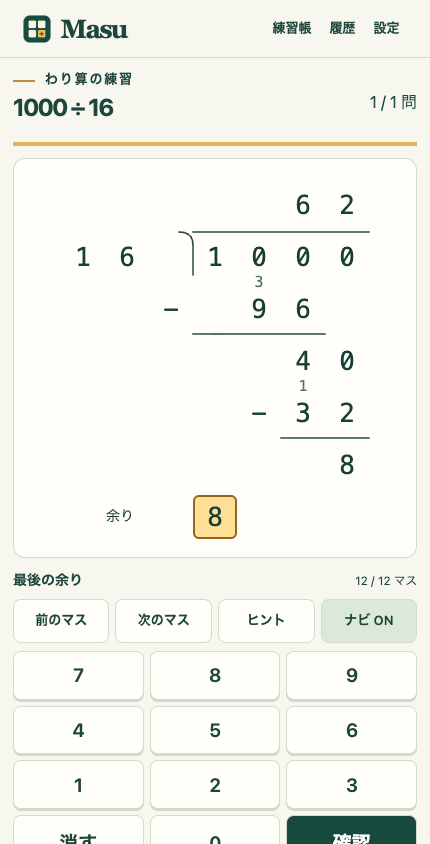 Masu
練習帳 履歴 設定
わり算の練習
1000÷16
1 / 1 問
6 2
1 6 1 0 0 0
3
− 9 6
4 0
1
− 3 2
8
余り 8
最後の余り 12 / 12 マス
前のマス 次のマス ヒント ナビ ON
7 8 9
4 5 6
1 2 3
消す 0 確認